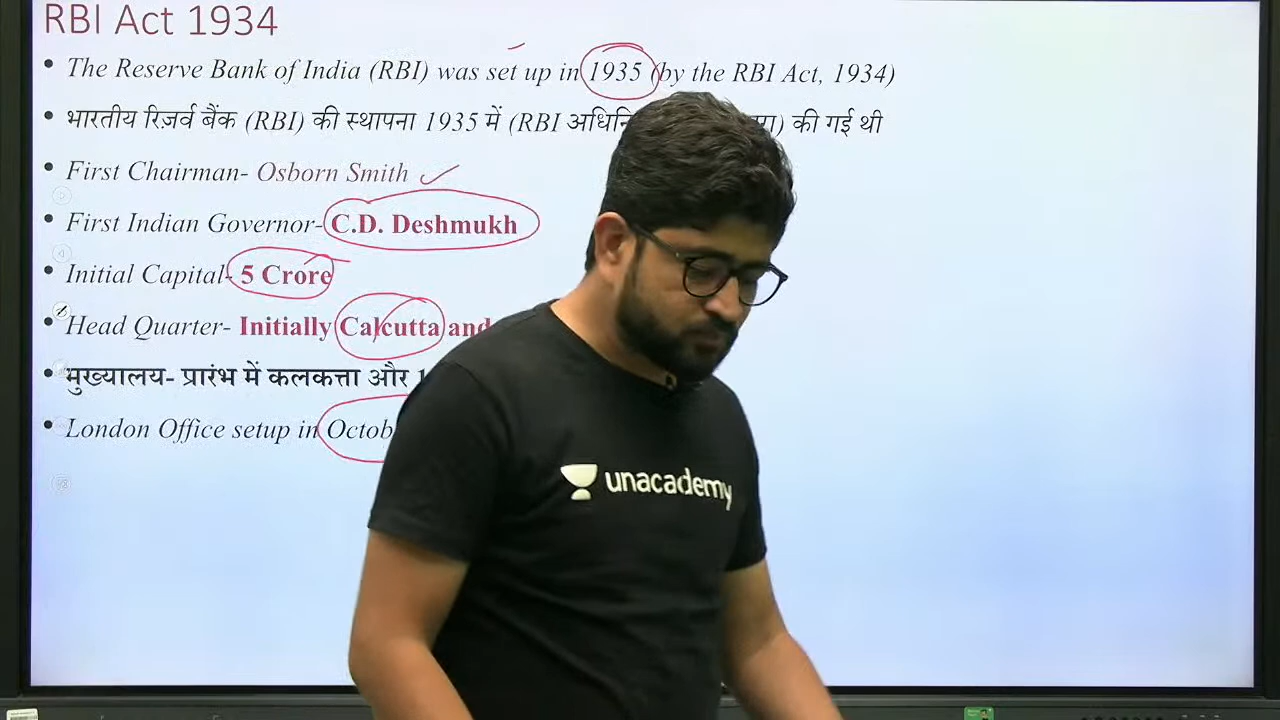 RBI Act 1934
• The Reserve Bank of India (RBI) was set up in 1935 (by the RBI Act, 1934)
• भारतीय रिज़र्व बैंक (RBI) की स्थापना 1935 में (RBI की गई थी
• First Chairman- Osborn Smith
• First Indian Governor- C.D. Deshmukh
• Initial Capital- 5 Crore
• Head Quarter- Initially Calcutta and
• मुख्यालय- प्रारंभ में कलकत्ता और
• London Office setup in
unacademy